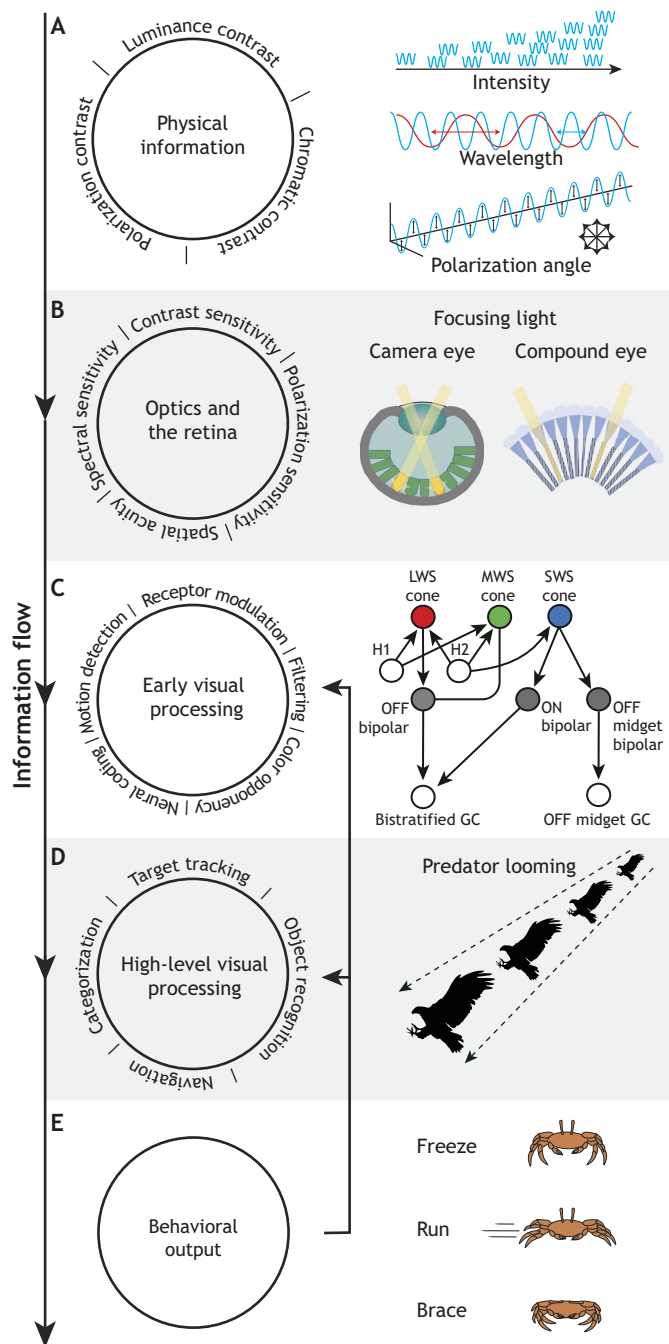 Information flow
A
Luminance contrast
Chromatic contrast
Polarization contrast
Physical
information
Intensity
Wavelength
Polarization angle
B
Spectral sensitivity | Contrast sensitivity | Polarization sensitivity | Spatial acuity |
Optics and
the retina
Focusing light
Camera eye
Compound eye
C
Motion detection | Receptor modulation | Filtering | Color opponency | Neural coding |
Early visual
processing
LWS
cone
MWS
cone
SWS
cone
H1
H2
OFF
bipolar
ON
bipolar
OFF
midget
bipolar
Bistratified GC
OFF midget GC
D
Target tracking
Object recognition
Navigation
Categorization
High-level visual
processing
Predator looming
E
Behavioral
output
Freeze
Run
Brace